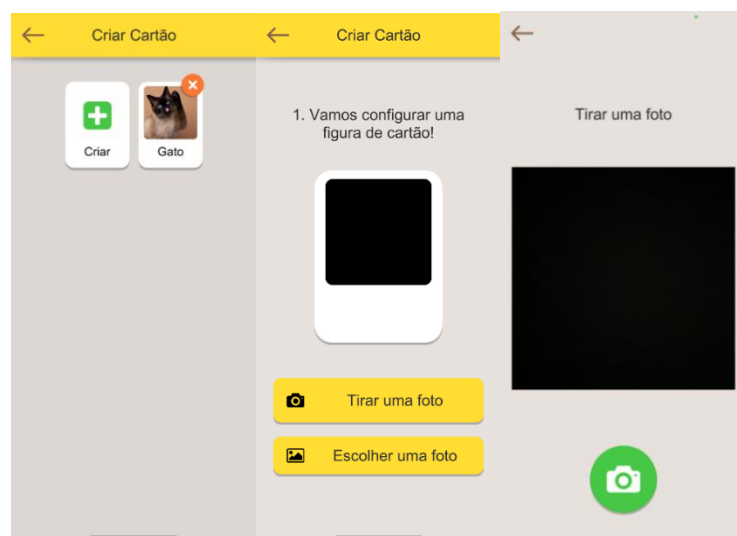 Criar Cartão
Criar
Gato
Criar Cartão
1. Vamos configurar uma
figura de cartão!
Tirar uma foto
Escolher uma foto
Tirar uma foto